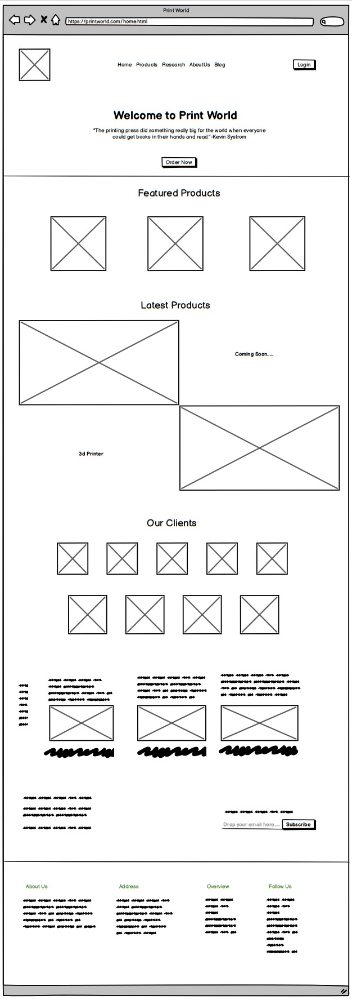 Print World
https://printworld.com/home.html
Home Products Research AboutUs Blog
Login
Welcome to Print World
"The printing press did something really big for the world when everyone
could get books in their hands and read."-Kevin Systrom
Order Now
Featured Products
Latest Products
Coming Soon.....
3d Printer
Our Clients
Drop your email here.....
Subscribe
About Us
Address
Overview
Follow Us